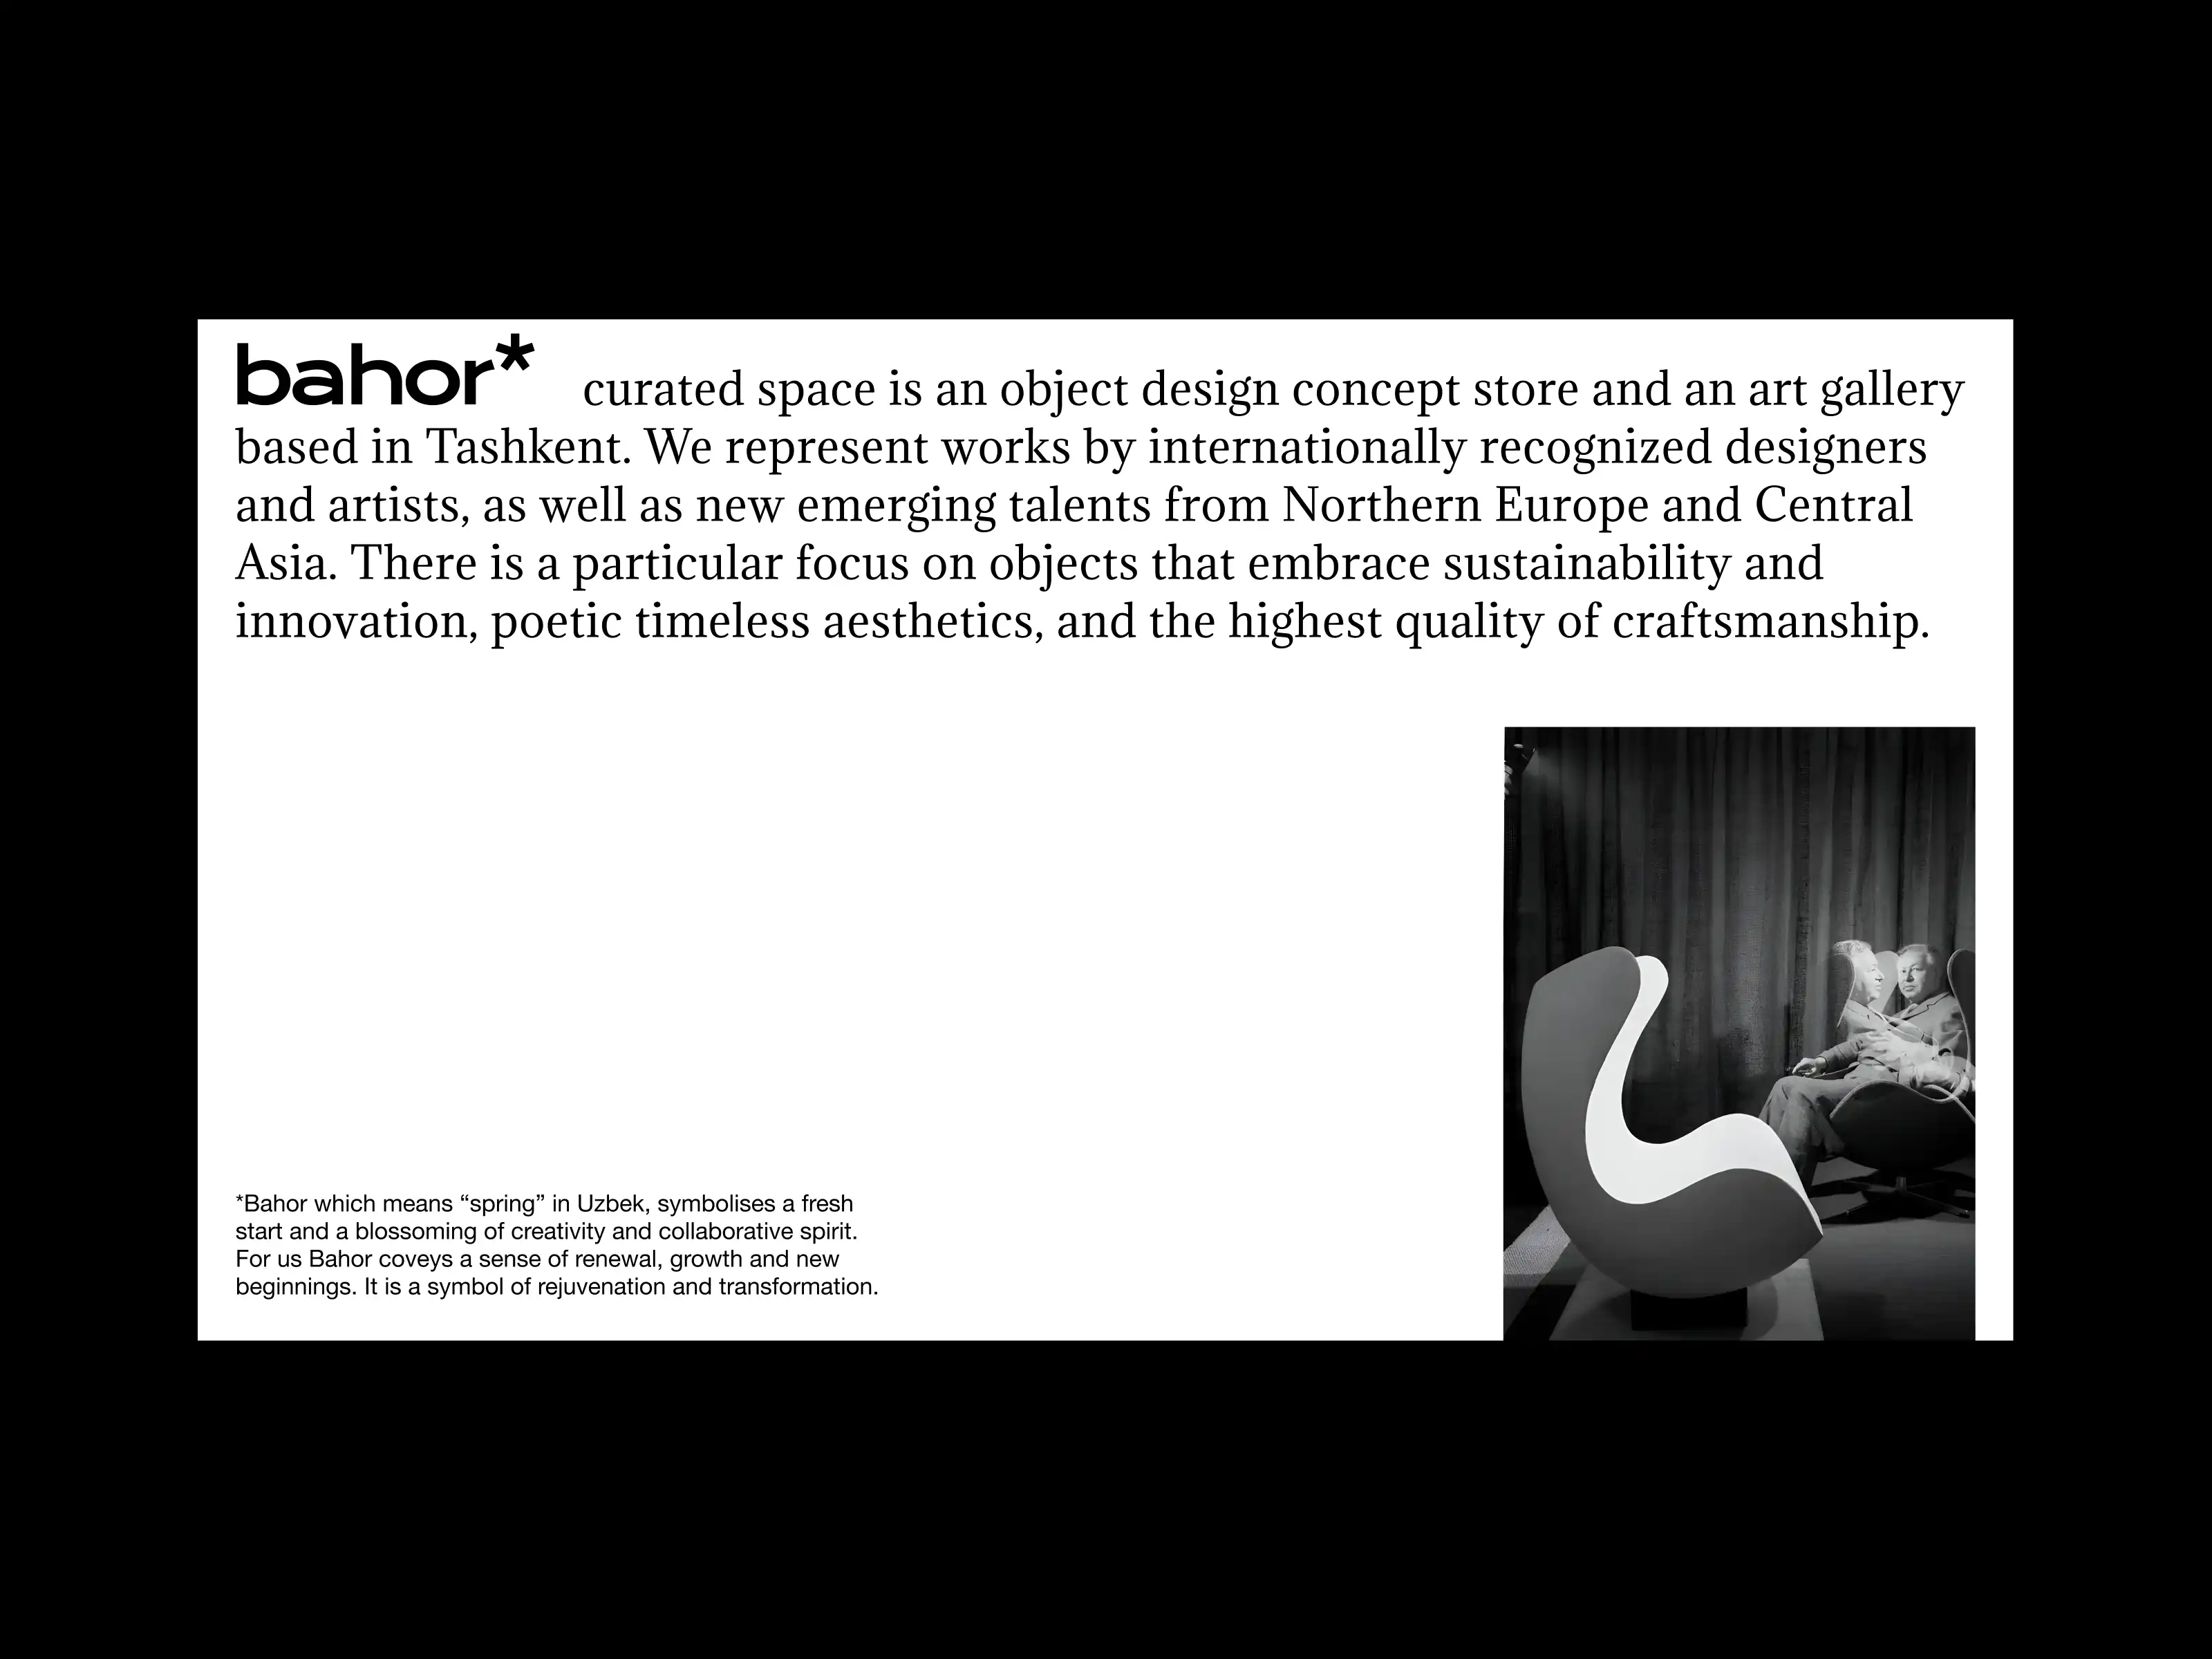 bahor* curated space is an object design concept store and an art gallery
based in Tashkent. We represent works by internationally recognized designers
and artists, as well as new emerging talents from Northern Europe and Central
Asia. There is a particular focus on objects that embrace sustainability and
innovation, poetic timeless aesthetics, and the highest quality of craftsmanship.
*Bahor which means “spring” in Uzbek, symbolises a fresh
start and a blossoming of creativity and collaborative spirit.
For us Bahor coveys a sense of renewal, growth and new
beginnings. It is a symbol of rejuvenation and transformation.